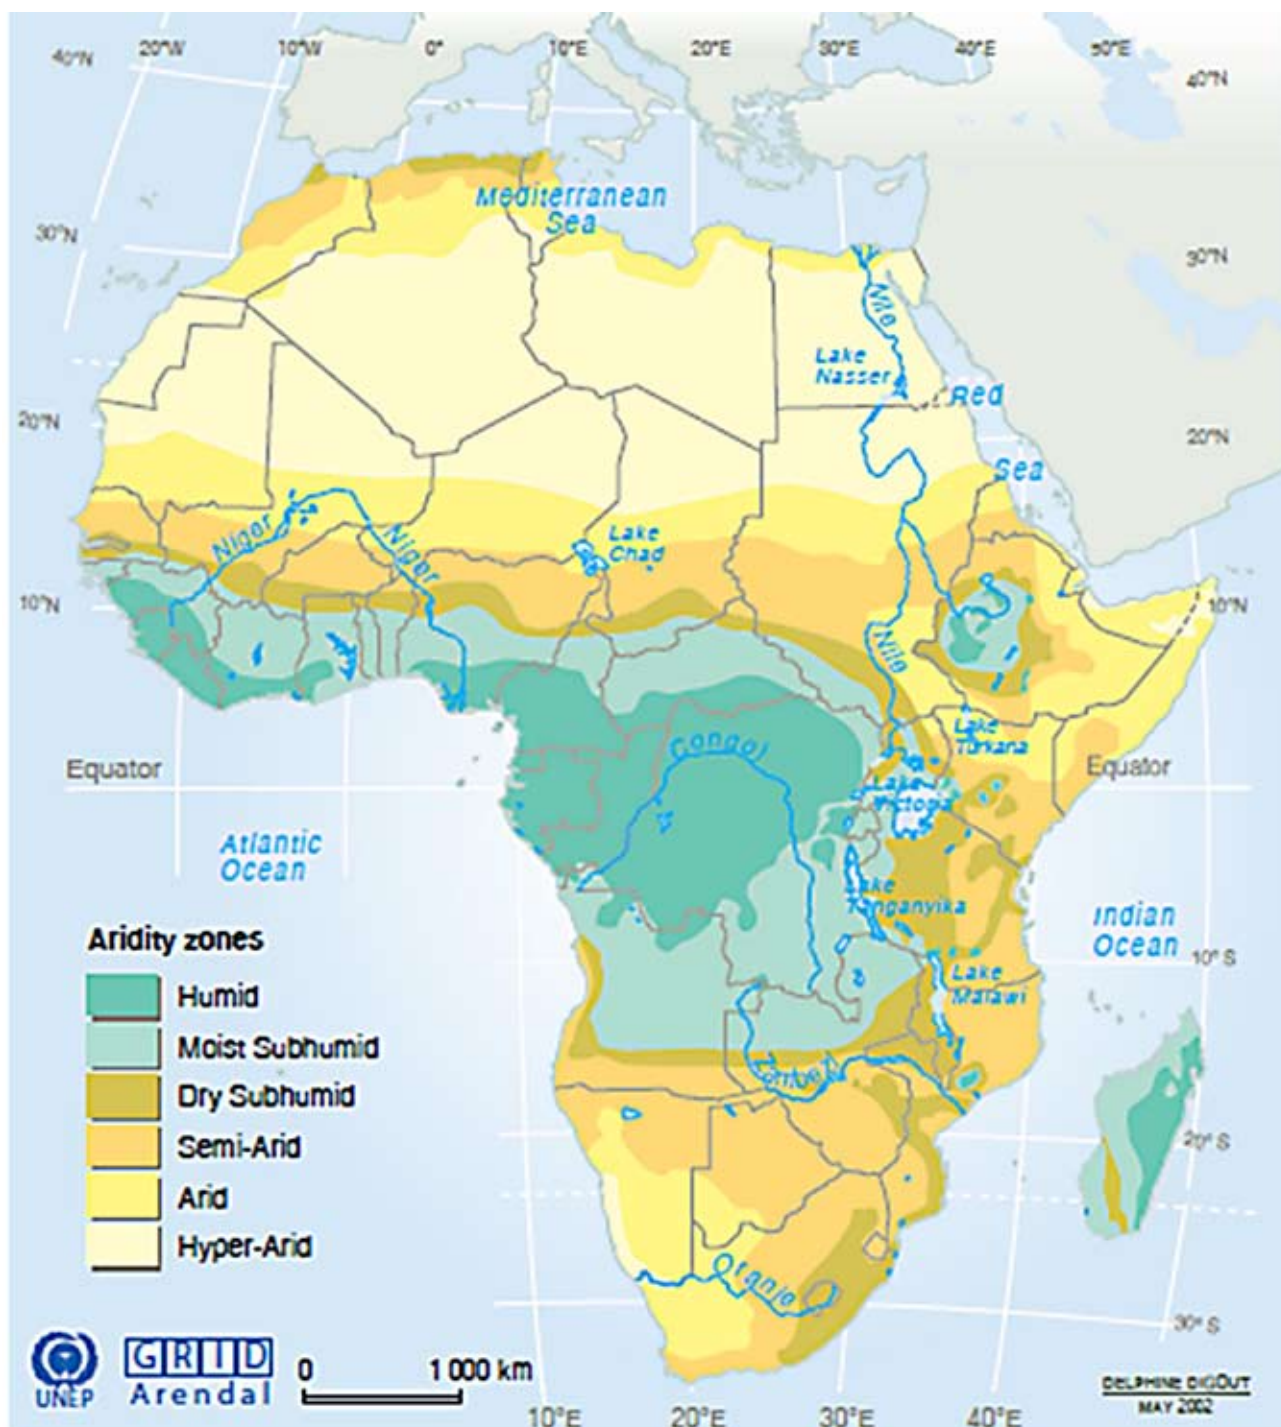 20°W
10°W
0°
10°E
20°E
30°E
40°E
50°E
40°N
40°N
Mediterranean
Sea
30°N
30°N
Nile
Lake
Nasser
Red
20°N
20°N
Sea
Niger
Niger
Lake
Chad
10°N
10°N
Nile
Lake
Turkana
Congo
Equator
Equator
Lake
Victoria
Atlantic
Ocean
Lake
Tanganyika
Indian
Ocean
Aridity zones
10° S
Lake
Malawi
Humid
Moist Subhumid
Zambezi
Dry Subhumid
20° S
Semi-Arid
Arid
Hyper-Arid
Oranje
30° S
UNEP
GRID
Arendal
0 1 000 km
DELPHINE DIGOUT
MAY 2002
10°E
20°E
30°E
40°E